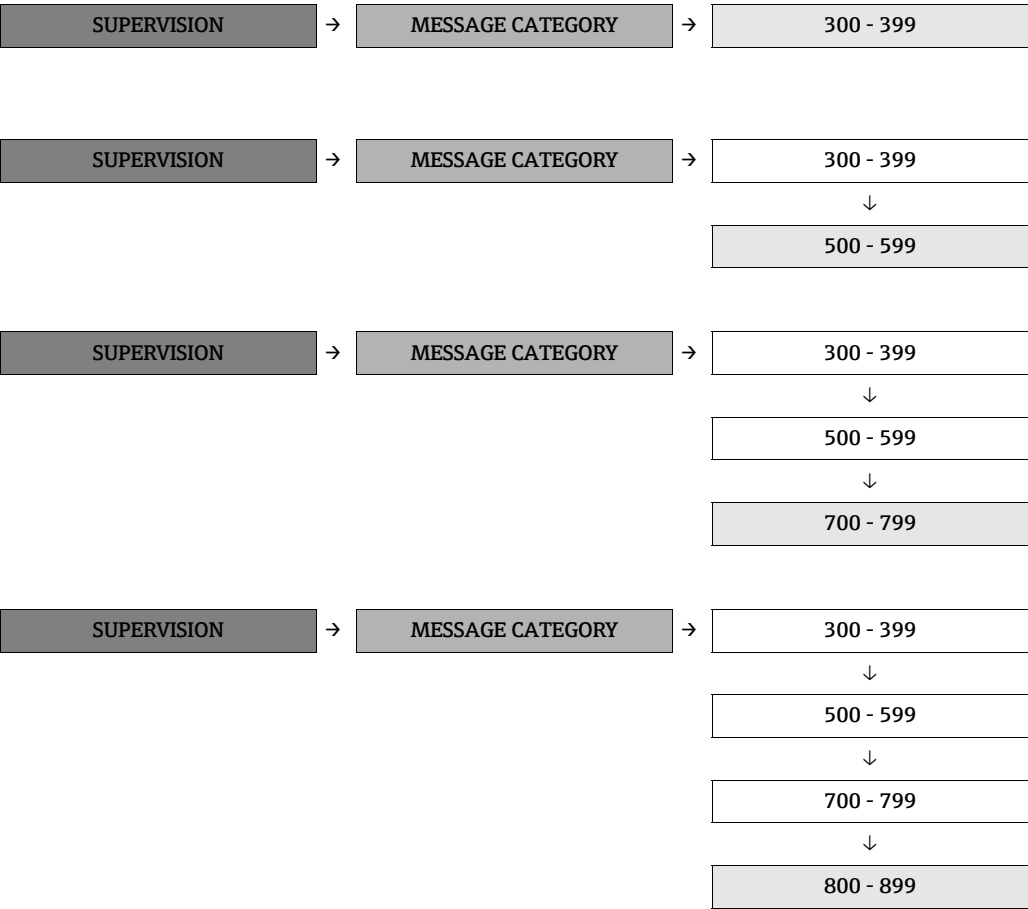 SUPERVISION → MESSAGE CATEGORY → 300 - 399
SUPERVISION → MESSAGE CATEGORY → 300 - 399
↓
500 - 599
SUPERVISION → MESSAGE CATEGORY → 300 - 399
↓
500 - 599
↓
700 - 799
SUPERVISION → MESSAGE CATEGORY → 300 - 399
↓
500 - 599
↓
700 - 799
↓
800 - 899